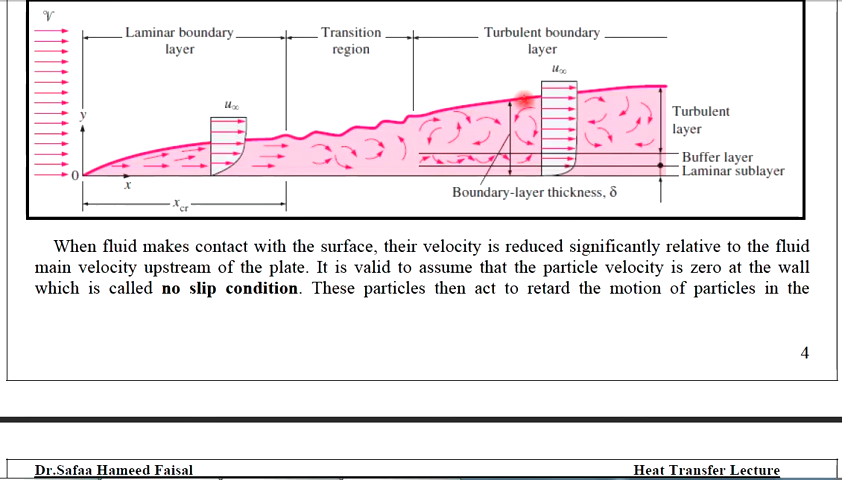 𝒱
Laminar boundary layer
Transition region
Turbulent boundary layer
u∞
u∞
y
Turbulent layer
Buffer layer
Laminar sublayer
0
x
Boundary-layer thickness, δ
xcr
When fluid makes contact with the surface, their velocity is reduced significantly relative to the fluid
main velocity upstream of the plate. It is valid to assume that the particle velocity is zero at the wall
which is called no slip condition. These particles then act to retard the motion of particles in the
4
Dr.Safaa Hameed Faisal
Heat Transfer Lecture